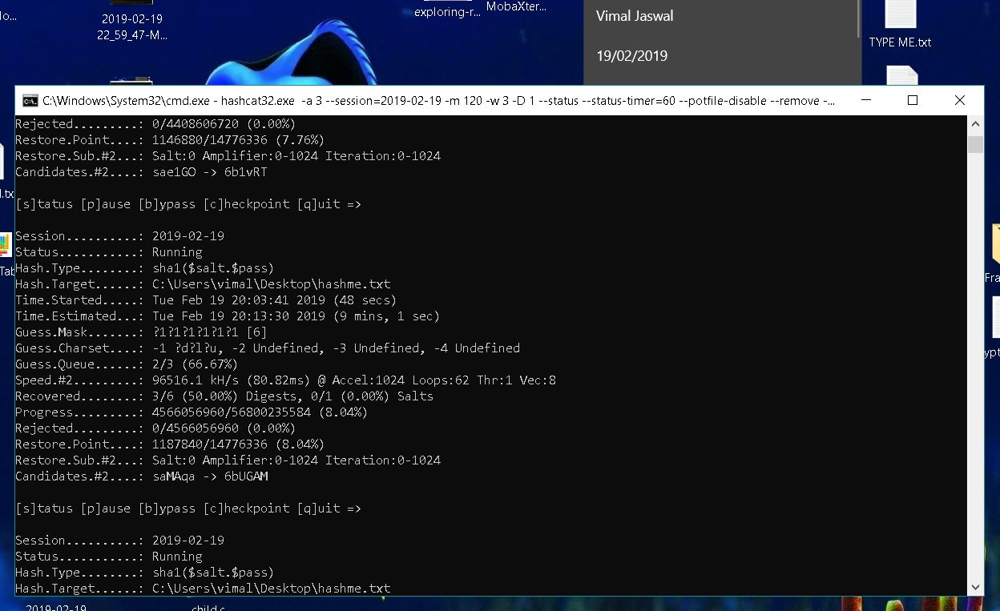 2019-02-19
22_59_47-M...
exploring-r...
MobaXter...
Vimal Jaswal
19/02/2019
TYPE ME.txt
C:\Windows\System32\cmd.exe - hashcat32.exe  -a 3 --session=2019-02-19 -m 120 -w 3 -D 1 --status --status-timer=60 --potfile-disable --remove -...
Rejected.........: 0/4408606720 (0.00%)
Restore.Point....: 1146880/14776336 (7.76%)
Restore.Sub.#2...: Salt:0 Amplifier:0-1024 Iteration:0-1024
Candidates.#2....: sae1GO -> 6b1vRT
[s]tatus [p]ause [b]ypass [c]heckpoint [q]uit =>
Session..........: 2019-02-19
Status...........: Running
Hash.Type........: sha1($salt.$pass)
Hash.Target......: C:\Users\vimal\Desktop\hashme.txt
Time.Started.....: Tue Feb 19 20:03:41 2019 (48 secs)
Time.Estimated...: Tue Feb 19 20:13:30 2019 (9 mins, 1 sec)
Guess.Mask.......: ?1?1?1?1?1?1 [6]
Guess.Charset....: -1 ?d?l?u, -2 Undefined, -3 Undefined, -4 Undefined
Guess.Queue......: 2/3 (66.67%)
Speed.#2.........: 96516.1 kH/s (80.82ms) @ Accel:1024 Loops:62 Thr:1 Vec:8
Recovered........: 3/6 (50.00%) Digests, 0/1 (0.00%) Salts
Progress.........: 4566056960/56800235584 (8.04%)
Rejected.........: 0/4566056960 (0.00%)
Restore.Point....: 1187840/14776336 (8.04%)
Restore.Sub.#2...: Salt:0 Amplifier:0-1024 Iteration:0-1024
Candidates.#2....: saMAqa -> 6bUGAM
[s]tatus [p]ause [b]ypass [c]heckpoint [q]uit =>
Session..........: 2019-02-19
Status...........: Running
Hash.Type........: sha1($salt.$pass)
Hash.Target......: C:\Users\vimal\Desktop\hashme.txt
2019-02-19
child.c